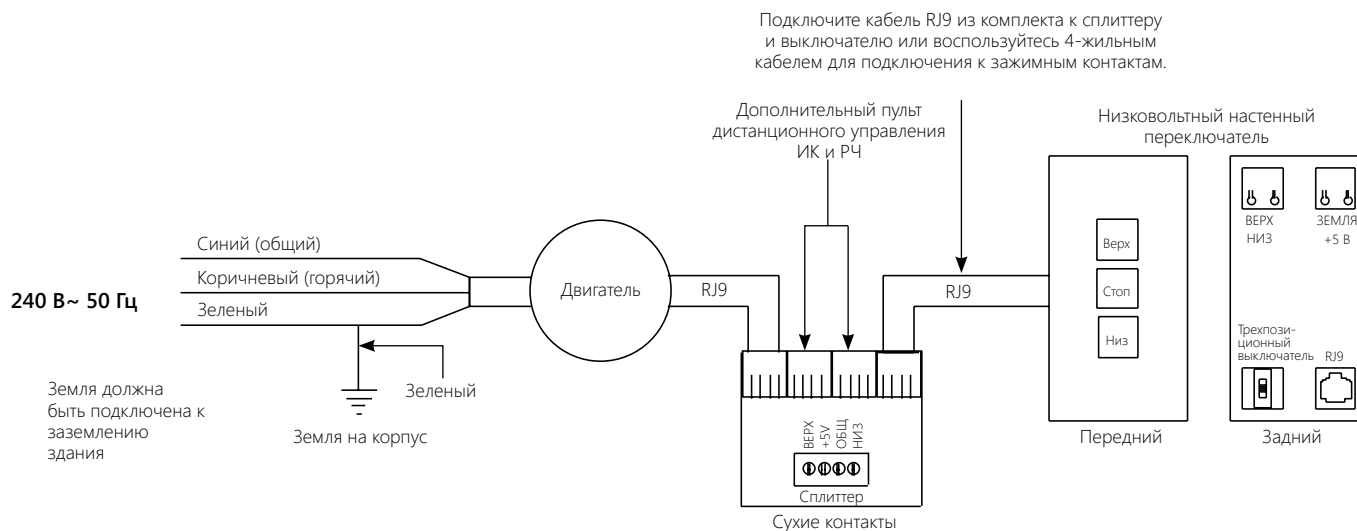 Подключите кабель RJ9 из комплекта к сплиттеру
и выключателю или воспользуйтесь 4-жильным
кабелем для подключения к зажимным контактам.
Дополнительный пульт
дистанционного управления
ИК и РЧ
Низковольтный настенный
переключатель
240 В~ 50 Гц
Синий (общий)
Коричневый (горячий)
Зеленый
Зеленый
Земля должна
быть подключена к
заземлению
здания
Земля на корпус
Двигатель
RJ9
RJ9
ВЕРХ
+5V
ОБЩ
НИЗ
Сплиттер
Сухие контакты
Верх
Стоп
Низ
Передний
ВЕРХ
НИЗ
ЗЕМЛЯ
+5 В
Трехпози-
ционный
выключатель
RJ9
Задний